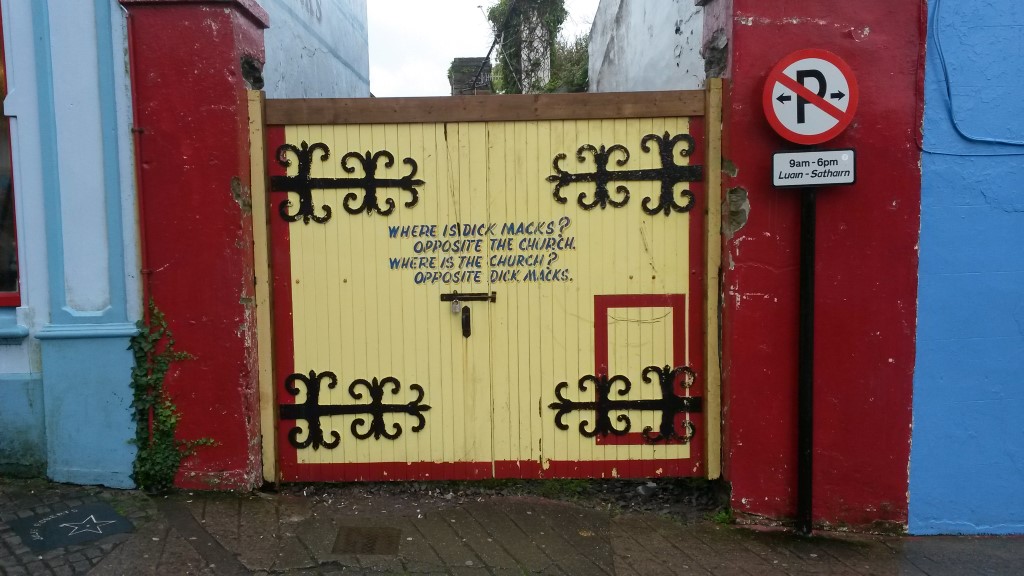 WHERE IS DICK MACKS?
OPPOSITE THE CHURCH.
WHERE IS THE CHURCH?
OPPOSITE DICK MACKS.
P
9am - 6pm
Luain - Sathairn